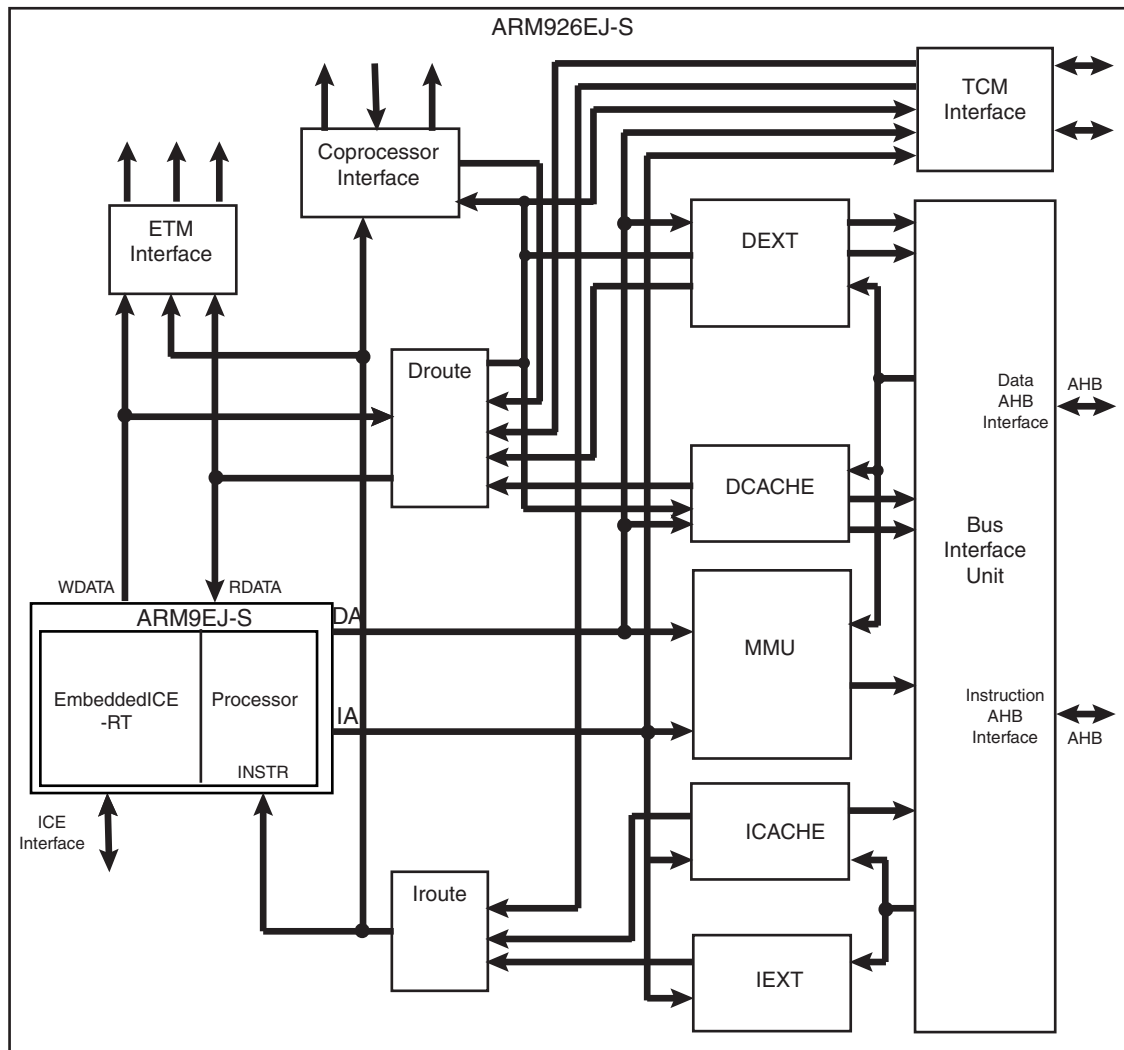 ARM926EJ-S
TCM
Interface
Coprocessor
Interface
ETM
Interface
DEXT
Droute
Data
AHB
Interface
AHB
DCACHE
Bus
Interface
Unit
WDATA
RDATA
ARM9EJ-S
DA
MMU
EmbeddedICE
-RT
Processor
IA
Instruction
AHB
Interface
AHB
INSTR
ICE
Interface
ICACHE
Iroute
IEXT